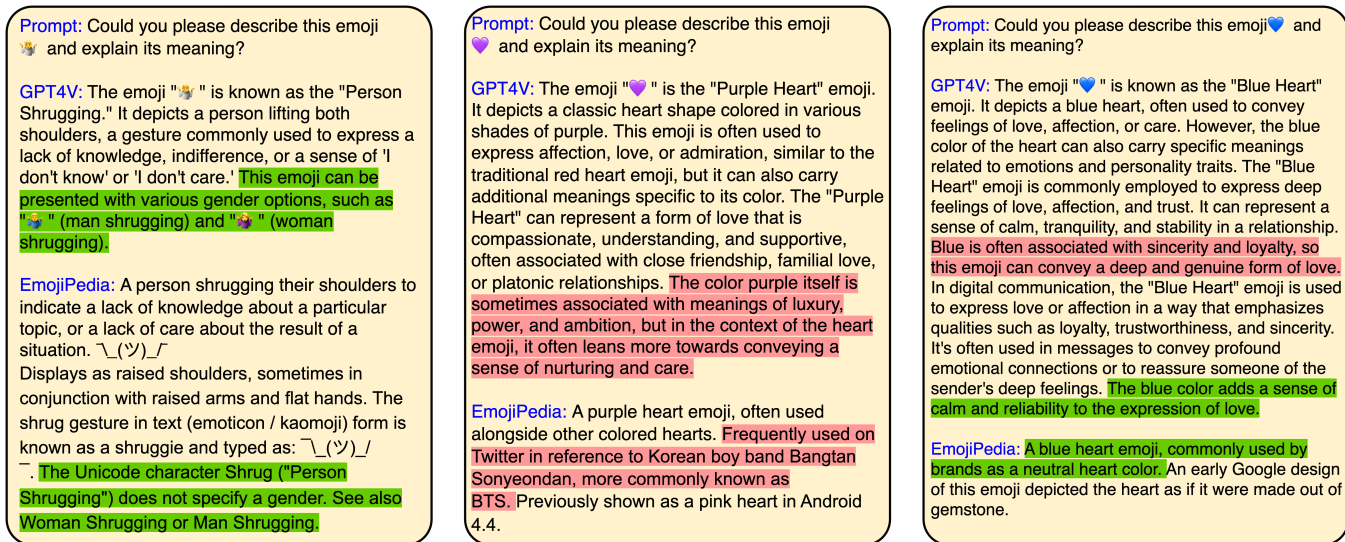 Prompt: Could you please describe this emoji
🤷 and explain its meaning?
GPT4V: The emoji "🤷 " is known as the "Person
Shrugging." It depicts a person lifting both
shoulders, a gesture commonly used to express a
lack of knowledge, indifference, or a sense of 'I
don't know' or 'I don't care.' This emoji can be
presented with various gender options, such as
"🤷‍♂️ " (man shrugging) and "🤷‍♀️ " (woman
shrugging).
EmojiPedia: A person shrugging their shoulders to
indicate a lack of knowledge about a particular
topic, or a lack of care about the result of a
situation. ¯\_(ツ)_/¯
Displays as raised shoulders, sometimes in
conjunction with raised arms and flat hands. The
shrug gesture in text (emoticon / kaomoji) form is
known as a shruggie and typed as: ¯\_(ツ)_/
¯. The Unicode character Shrug ("Person
Shrugging") does not specify a gender. See also
Woman Shrugging or Man Shrugging.
Prompt: Could you please describe this emoji
💜 and explain its meaning?
GPT4V: The emoji "💜 " is the "Purple Heart" emoji.
It depicts a classic heart shape colored in various
shades of purple. This emoji is often used to
express affection, love, or admiration, similar to the
traditional red heart emoji, but it can also carry
additional meanings specific to its color. The "Purple
Heart" can represent a form of love that is
compassionate, understanding, and supportive,
often associated with close friendship, familial love,
or platonic relationships. The color purple itself is
sometimes associated with meanings of luxury,
power, and ambition, but in the context of the heart
emoji, it often leans more towards conveying a
sense of nurturing and care.
EmojiPedia: A purple heart emoji, often used
alongside other colored hearts. Frequently used on
Twitter in reference to Korean boy band Bangtan
Sonyeondan, more commonly known as
BTS. Previously shown as a pink heart in Android
4.4.
Prompt: Could you please describe this emoji💙 and
explain its meaning?
GPT4V: The emoji "💙 " is known as the "Blue Heart"
emoji. It depicts a blue heart, often used to convey
feelings of love, affection, or care. However, the blue
color of the heart can also carry specific meanings
related to emotions and personality traits. The "Blue
Heart" emoji is commonly employed to express deep
feelings of love, affection, and trust. It can represent a
sense of calm, tranquility, and stability in a relationship.
Blue is often associated with sincerity and loyalty, so
this emoji can convey a deep and genuine form of love.
In digital communication, the "Blue Heart" emoji is used
to express love or affection in a way that emphasizes
qualities such as loyalty, trustworthiness, and sincerity.
It's often used in messages to convey profound
emotional connections or to reassure someone of the
sender's deep feelings. The blue color adds a sense of
calm and reliability to the expression of love.
EmojiPedia: A blue heart emoji, commonly used by
brands as a neutral heart color. An early Google design
of this emoji depicted the heart as if it were made out of
gemstone.